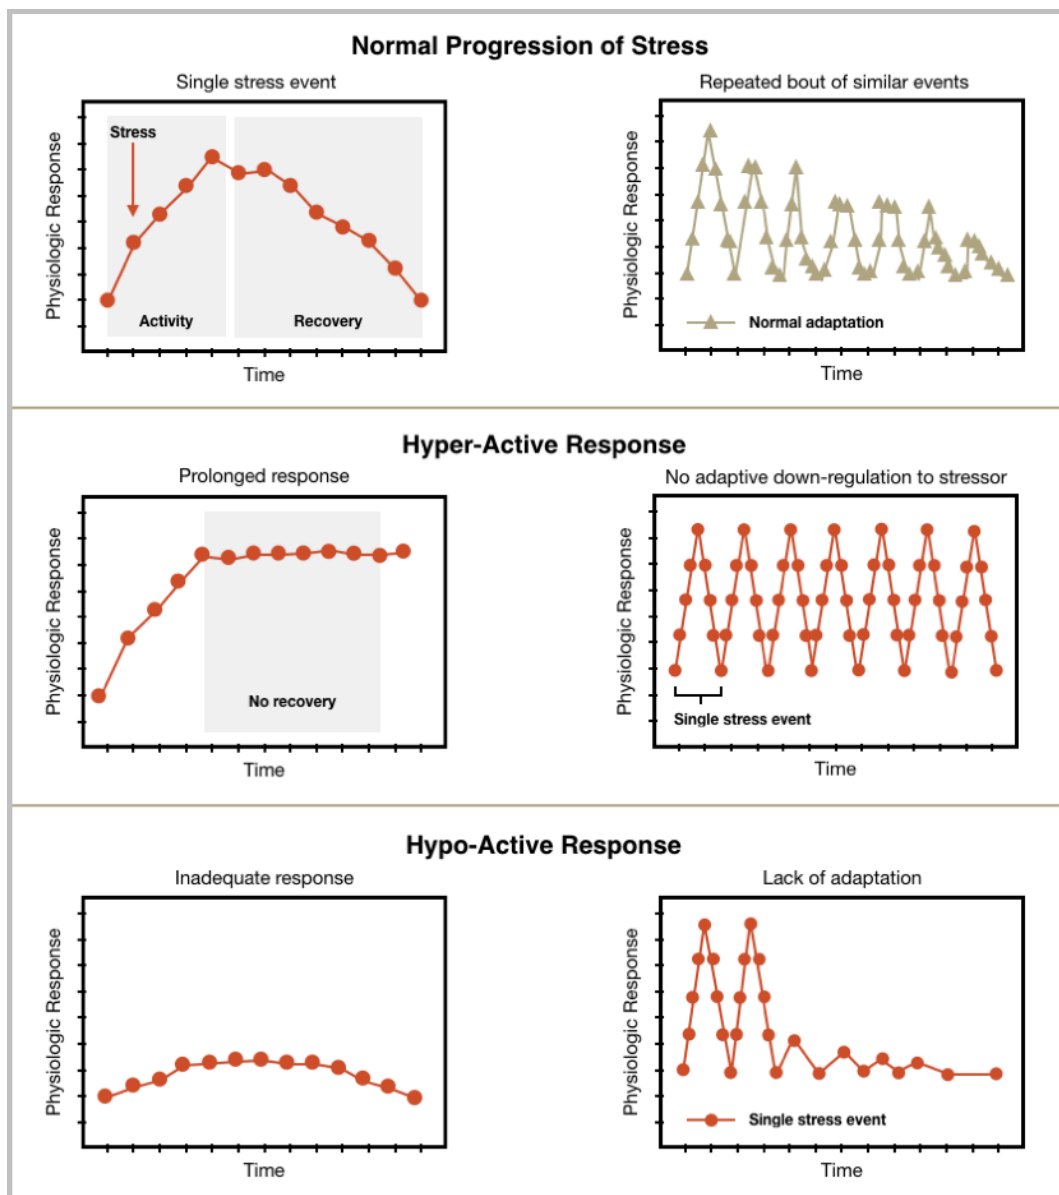 Normal Progression of Stress
Single stress event
Physiologic Response
Stress
Activity
Recovery
Time
Repeated bout of similar events
Physiologic Response
Normal adaptation
Time
Hyper-Active Response
Prolonged response
Physiologic Response
No recovery
Time
No adaptive down-regulation to stressor
Physiologic Response
Single stress event
Time
Hypo-Active Response
Inadequate response
Physiologic Response
Time
Lack of adaptation
Physiologic Response
Single stress event
Time